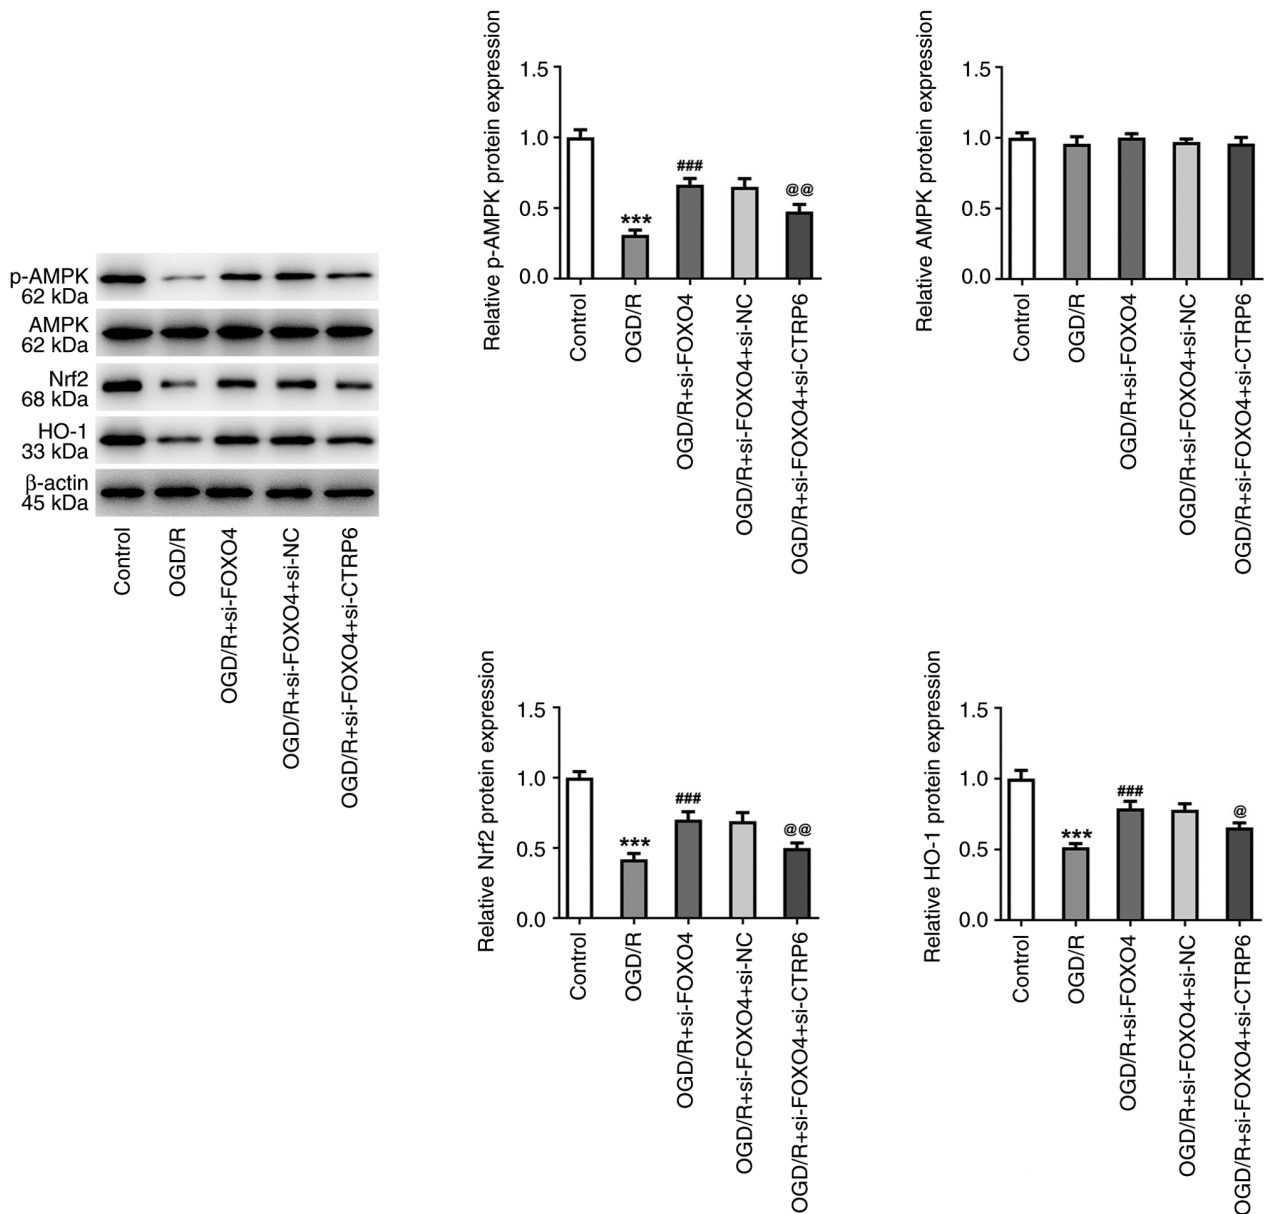 p-AMPK
62 kDa
AMPK
62 kDa
Nrf2
68 kDa
HO-1
33 kDa
β-actin
45 kDa
Control
OGD/R
OGD/R+si-FOXO4
OGD/R+si-FOXO4+si-NC
OGD/R+si-FOXO4+si-CTRP6
Relative p-AMPK protein expression
1.5
1.0
0.5
0.0
***
###
@@
Control
OGD/R
OGD/R+si-FOXO4
OGD/R+si-FOXO4+si-NC
OGD/R+si-FOXO4+si-CTRP6
Relative AMPK protein expression
1.5
1.0
0.5
0.0
Control
OGD/R
OGD/R+si-FOXO4
OGD/R+si-FOXO4+si-NC
OGD/R+si-FOXO4+si-CTRP6
Relative Nrf2 protein expression
1.5
1.0
0.5
0.0
***
###
@@
Control
OGD/R
OGD/R+si-FOXO4
OGD/R+si-FOXO4+si-NC
OGD/R+si-FOXO4+si-CTRP6
Relative HO-1 protein expression
1.5
1.0
0.5
0.0
***
###
@
Control
OGD/R
OGD/R+si-FOXO4
OGD/R+si-FOXO4+si-NC
OGD/R+si-FOXO4+si-CTRP6